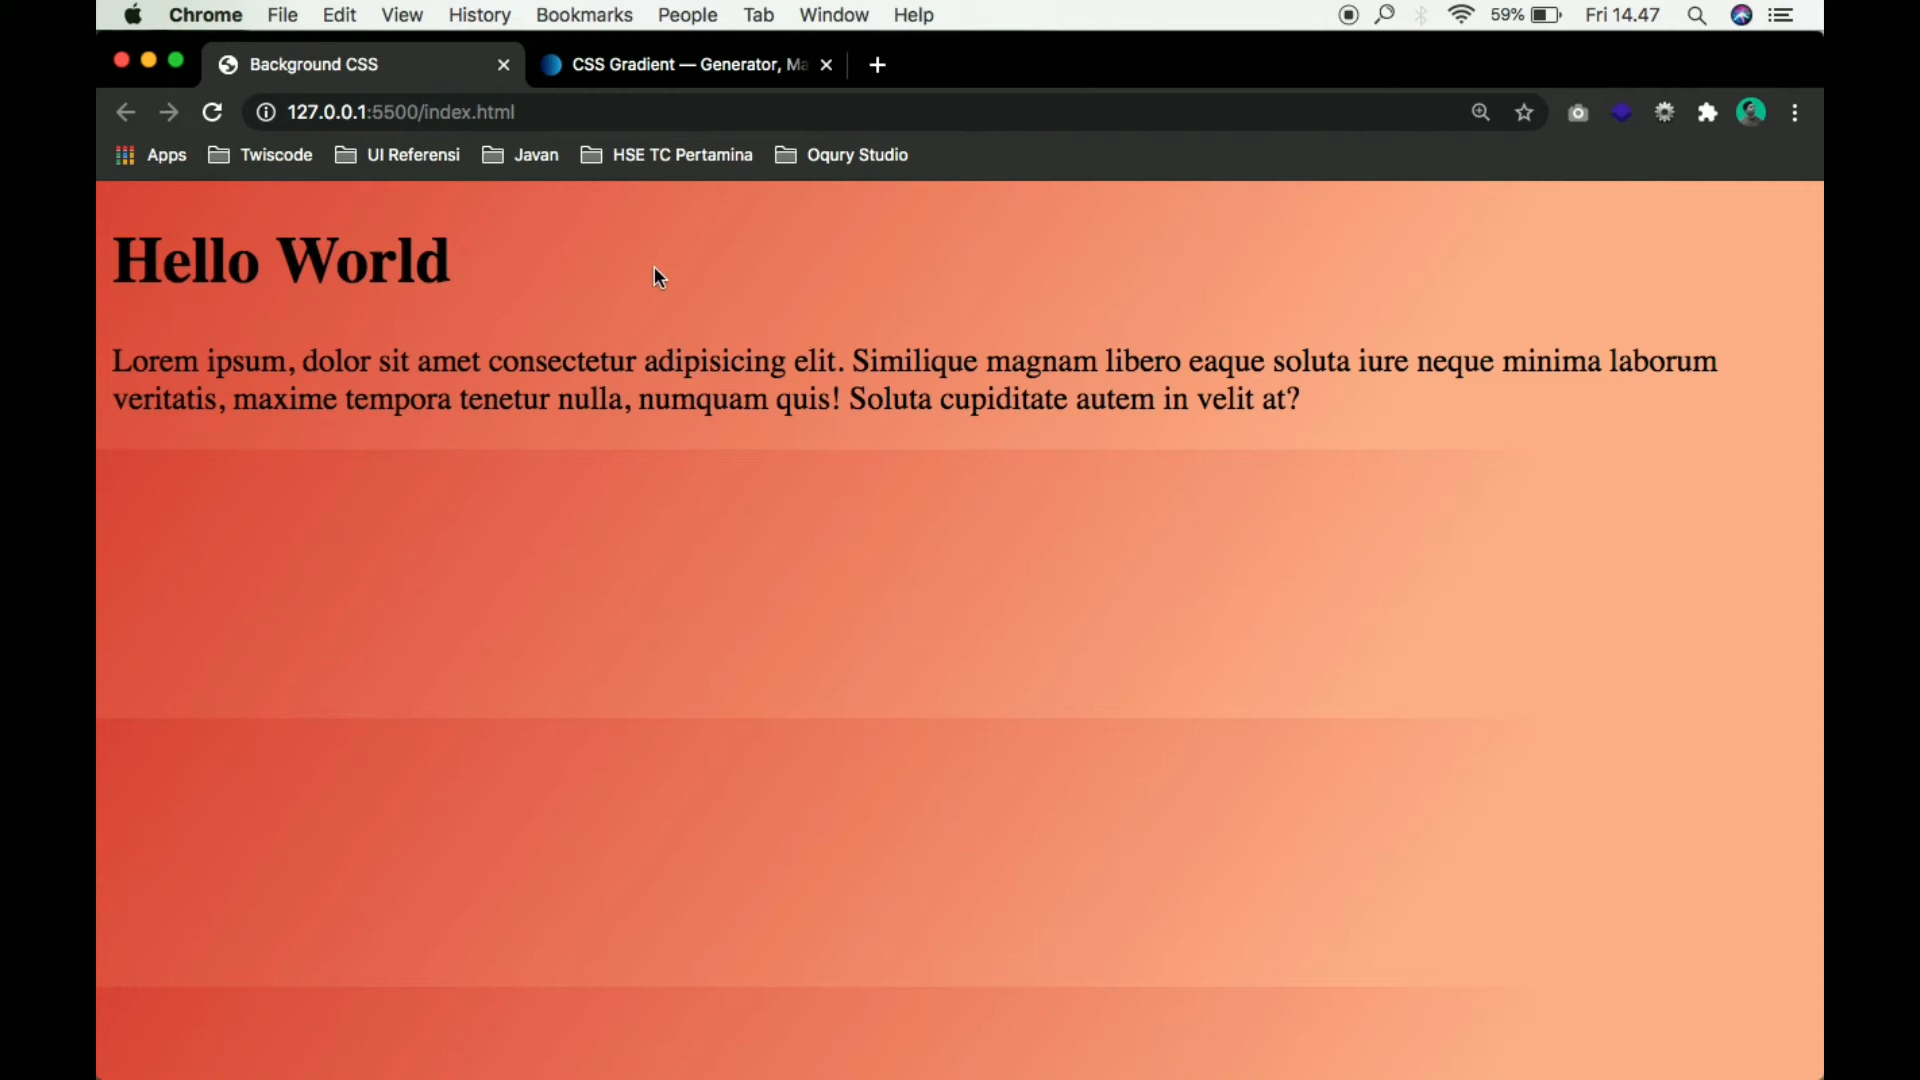 Chrome File Edit View History Bookmarks People Tab Window Help 59% Fri 14.47
Background CSS CSS Gradient — Generator, Ma
127.0.0.1:5500/index.html
Apps Twiscode UI Referensi Javan HSE TC Pertamina Oqury Studio
Hello World
Lorem ipsum, dolor sit amet consectetur adipisicing elit. Similique magnam libero eaque soluta iure neque minima laborum
veritatis, maxime tempora tenetur nulla, numquam quis! Soluta cupiditate autem in velit at?